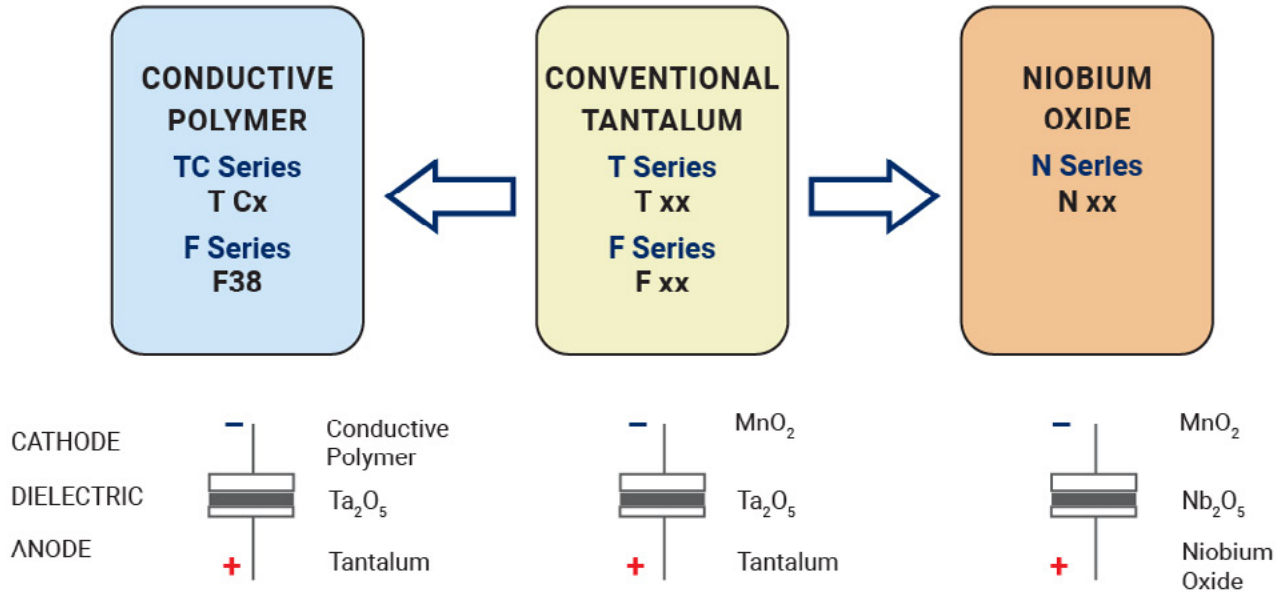 CONDUCTIVE
POLYMER
TC Series
T Cx
F Series
F38
CONVENTIONAL
TANTALUM
T Series
T xx
F Series
F xx
NIOBIUM
OXIDE
N Series
N xx
CATHODE
DIELECTRIC
ANODE
−
Conductive
Polymer
Ta₂O₅
+
Tantalum
−
MnO₂
Ta₂O₅
+
Tantalum
−
MnO₂
Nb₂O₅
+
Niobium
Oxide